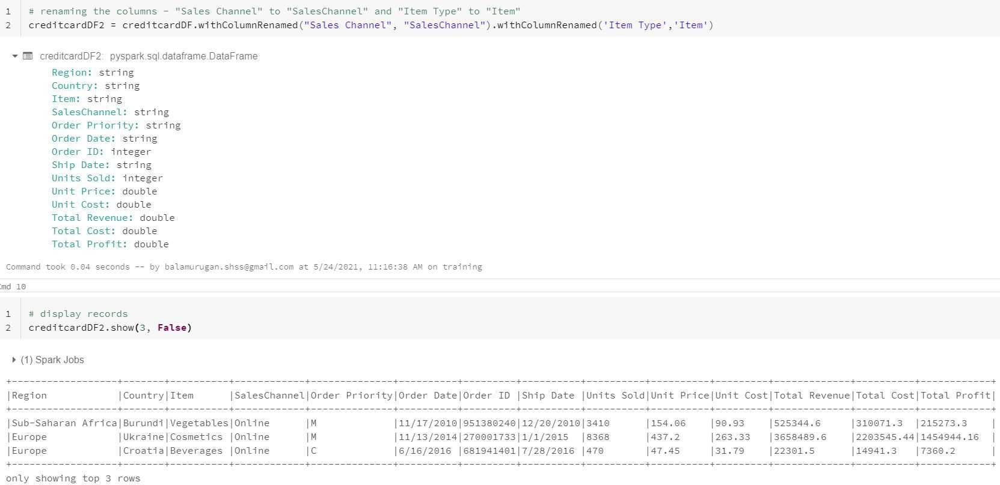 1 # renaming the columns - "Sales Channel" to "SalesChannel" and "Item Type" to "Item"
2 creditcardDF2 = creditcardDF.withColumnRenamed("Sales Channel", "SalesChannel").withColumnRenamed('Item Type','Item')
creditcardDF2: pyspark.sql.dataframe.DataFrame
Region: string
Country: string
Item: string
SalesChannel: string
Order Priority: string
Order Date: string
Order ID: integer
Ship Date: string
Units Sold: integer
Unit Price: double
Unit Cost: double
Total Revenue: double
Total Cost: double
Total Profit: double
Command took 0.04 seconds -- by balamurugan.shss@gmail.com at 5/24/2021, 11:16:38 AM on training
Cmd 10
1 # display records
2 creditcardDF2.show(3, False)
(1) Spark Jobs
+------------------+-------+----------+------------+--------------+----------+---------+----------+----------+----------+---------+-------------+----------+------------+
|Region            |Country|Item      |SalesChannel|Order Priority|Order Date|Order ID |Ship Date |Units Sold|Unit Price|Unit Cost|Total Revenue|Total Cost|Total Profit|
+------------------+-------+----------+------------+--------------+----------+---------+----------+----------+----------+---------+-------------+----------+------------+
|Sub-Saharan Africa|Burundi|Vegetables|Online      |M             |11/17/2010|951380240|12/20/2010|3410      |154.06    |90.93    |525344.6     |310071.3  |215273.3    |
|Europe            |Ukraine|Cosmetics |Online      |M             |11/13/2014|270001733|1/1/2015  |8368      |437.2     |263.33   |3658489.6    |2203545.44|1454944.16  |
|Europe            |Croatia|Beverages |Online      |C             |6/16/2016 |681941401|7/28/2016 |470       |47.45     |31.79    |22301.5      |14941.3   |7360.2      |
+------------------+-------+----------+------------+--------------+----------+---------+----------+----------+----------+---------+-------------+----------+------------+
only showing top 3 rows